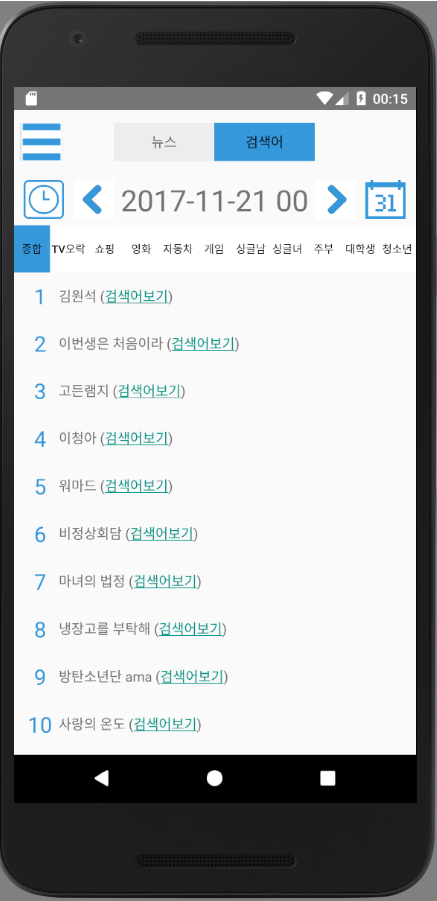 00:15
뉴스 검색어
2017-11-21 00 31
종합 TV오락 쇼핑 영화 자동차 게임 싱글남 싱글녀 주부 대학생 청소년
1 김원석 (검색어보기)
2 이번생은 처음이라 (검색어보기)
3 고든램지 (검색어보기)
4 이청아 (검색어보기)
5 워마드 (검색어보기)
6 비정상회담 (검색어보기)
7 마녀의 법정 (검색어보기)
8 냉장고를 부탁해 (검색어보기)
9 방탄소년단 ama (검색어보기)
10 사랑의 온도 (검색어보기)